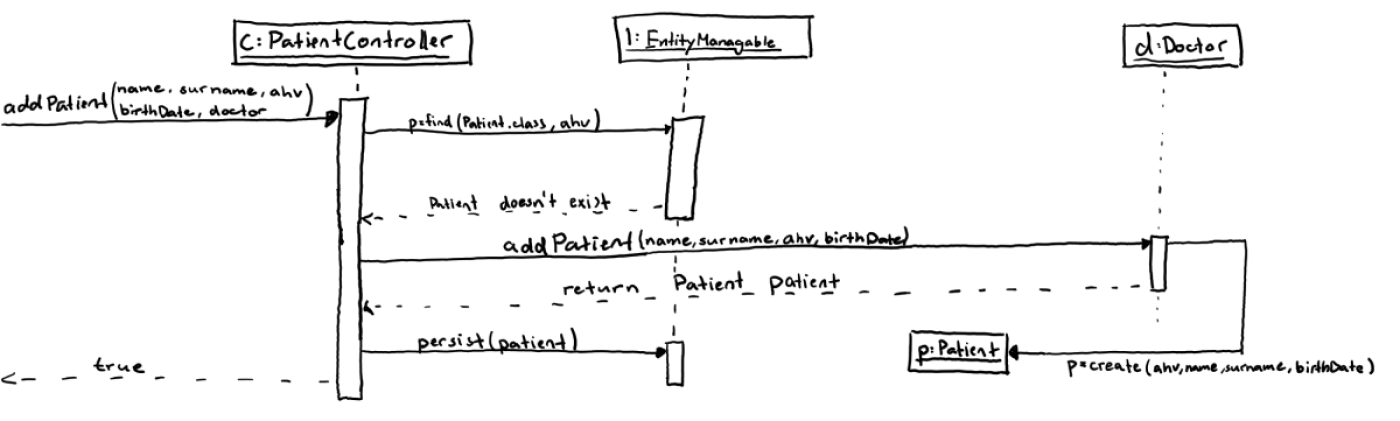 c:PatientController
1:EntityManagable
d:Doctor
addPatient(name, surname, ahv)
birthDate, doctor
p=find(Patient.class, ahv)
Patient doesn't exist
addPatient(name, surname, ahv, birthDate)
return Patient patient
persist(patient)
p:Patient
p=create(ahv, name, surname, birthDate)
true